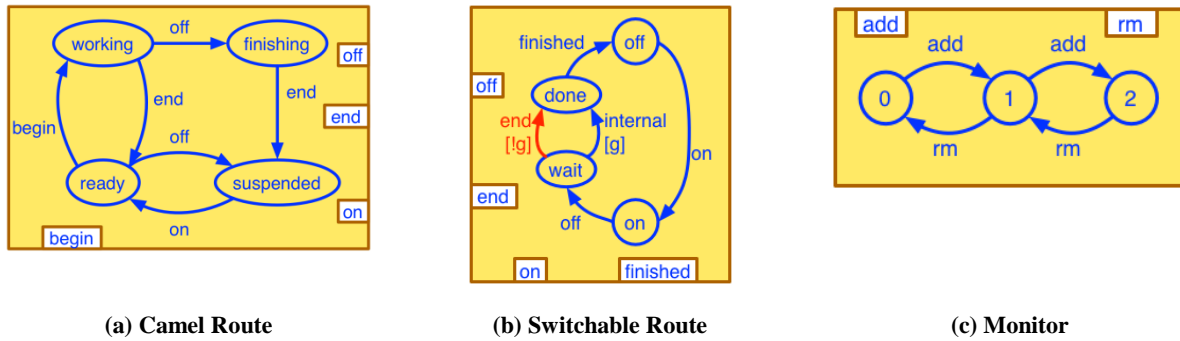 working
off
finishing
off
end
end
end
begin
off
ready
suspended
on
on
begin
finished
off
off
done
end
[!g]
internal
[g]
on
wait
end
off
on
on
finished
add
rm
add
add
0
1
2
rm
rm
(a) Camel Route
(b) Switchable Route
(c) Monitor